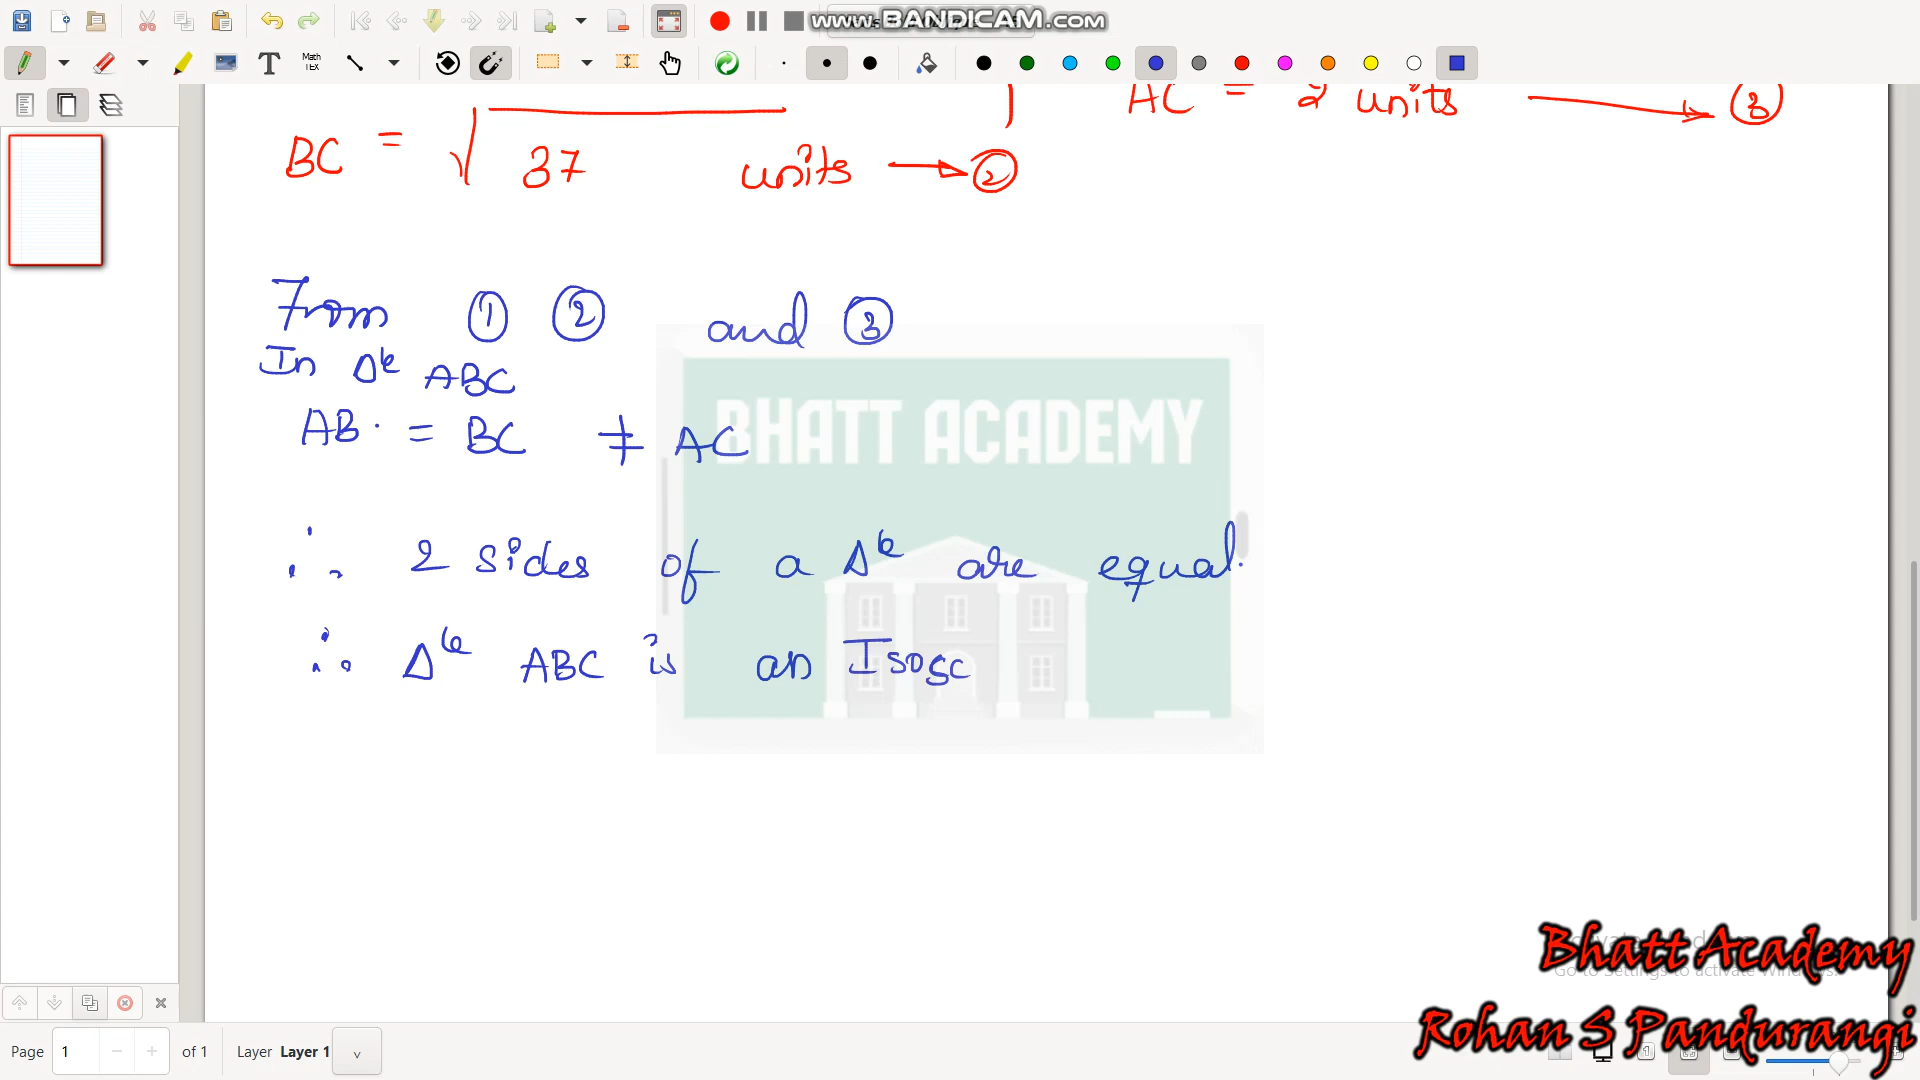 www.BANDICAM.com
Math
TEX
AC = 2 units → ③
BC = √37 units → ②
From ① ② and ③
In Δle ABC
AB = BC ≠ AC
∴ 2 sides of a Δle are equal.
∴ Δle ABC is an Isosc
BHATT ACADEMY
Bhatt Academy
Rohan S Pandurangi
Page 1 of 1 Layer Layer 1